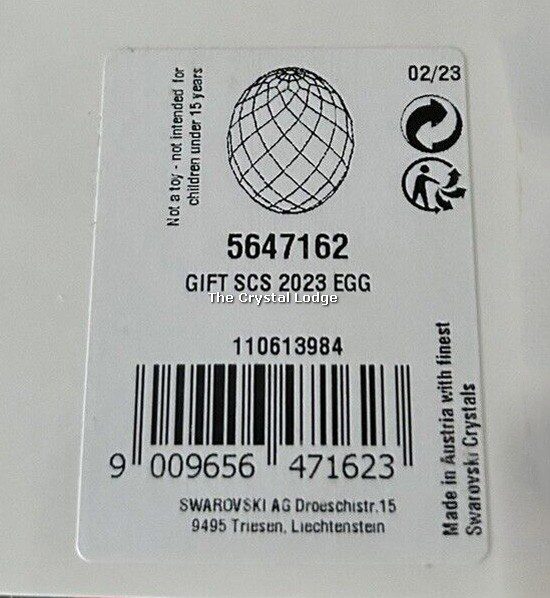 Not a toy - not intended for
children under 15 years
02/23
5647162
GIFT SCS 2023 EGG
The Crystal Lodge
110613984
9 009656 471623
SWAROVSKI AG Droeschistr.15
9495 Triesen, Liechtenstein
Made in Austria with finest
Swarovski Crystals